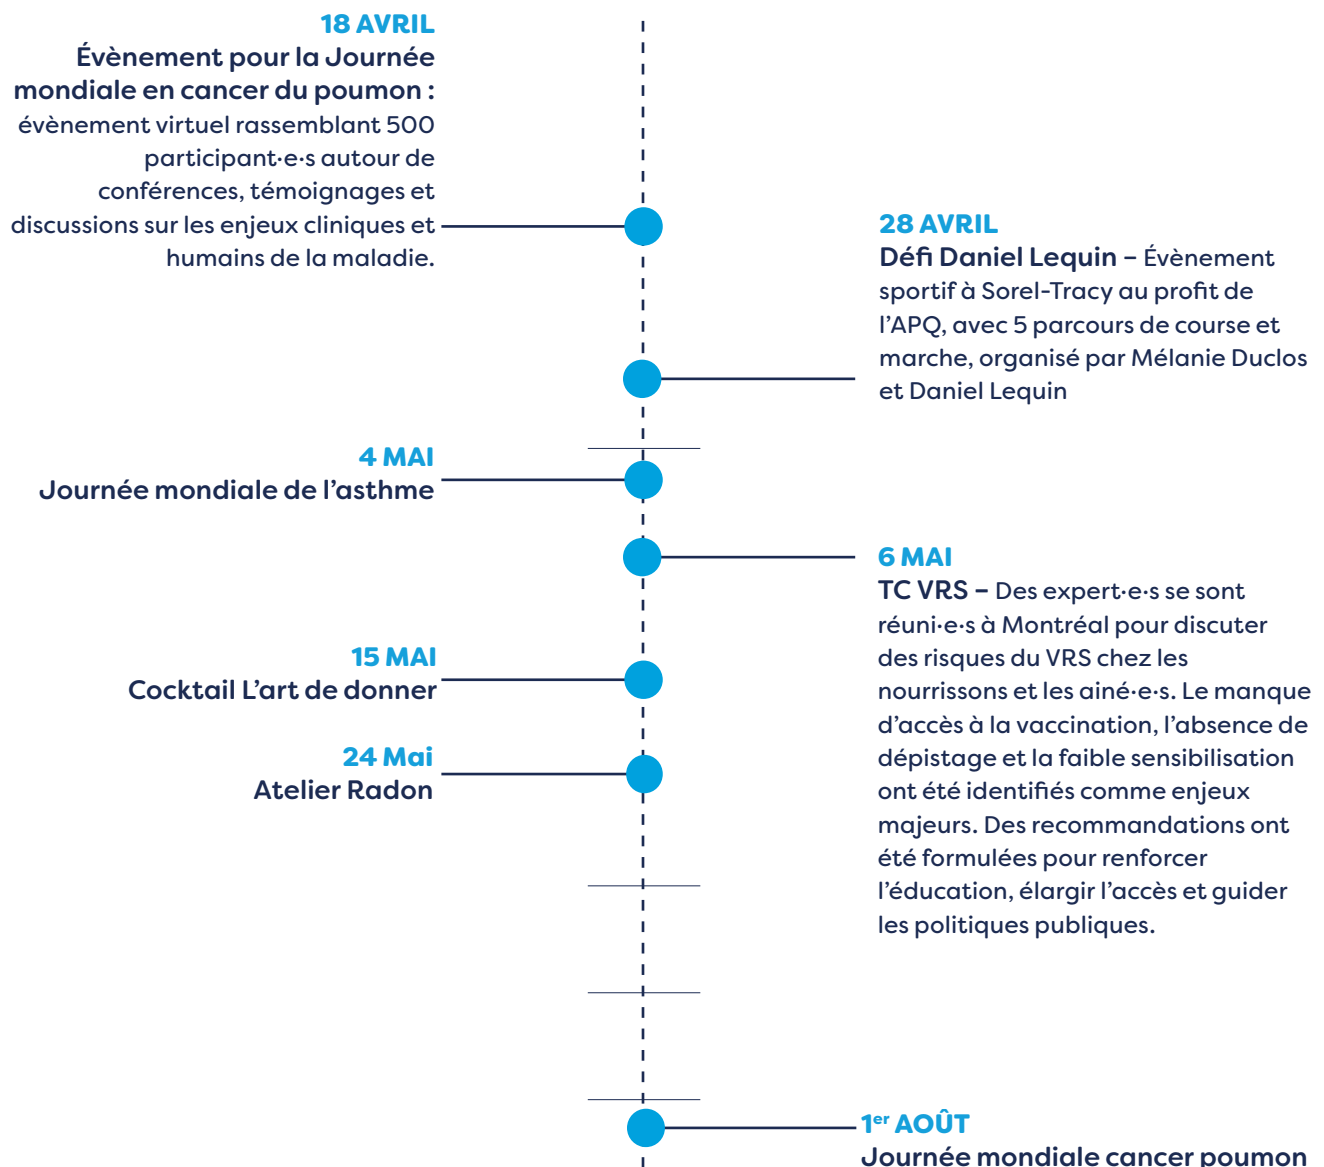 18 AVRIL
Évènement pour la Journée
mondiale en cancer du poumon :
évènement virtuel rassemblant 500
participant·e·s autour de
conférences, témoignages et
discussions sur les enjeux cliniques et
humains de la maladie.
28 AVRIL
Défi Daniel Lequin – Évènement
sportif à Sorel-Tracy au profit de
l’APQ, avec 5 parcours de course et
marche, organisé par Mélanie Duclos
et Daniel Lequin
4 MAI
Journée mondiale de l’asthme
6 MAI
TC VRS – Des expert·e·s se sont
réuni·e·s à Montréal pour discuter
des risques du VRS chez les
nourrissons et les ainé·e·s. Le manque
d’accès à la vaccination, l’absence de
dépistage et la faible sensibilisation
ont été identifiés comme enjeux
majeurs. Des recommandations ont
été formulées pour renforcer
l’éducation, élargir l’accès et guider
les politiques publiques.
15 MAI
Cocktail L’art de donner
24 Mai
Atelier Radon
1er AOÛT
Journée mondiale cancer poumon